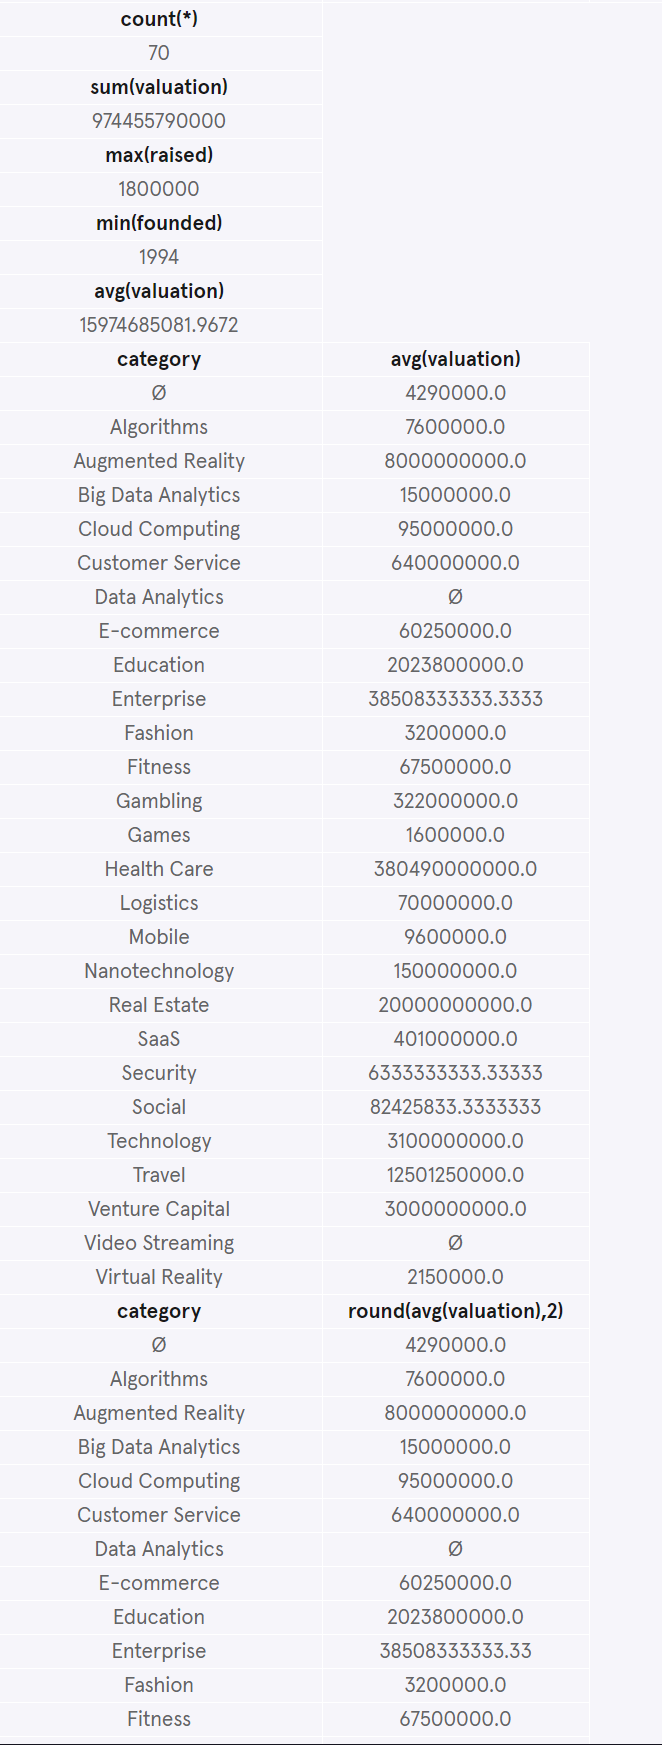 count(*)
70
sum(valuation)
974455790000
max(raised)
1800000
min(founded)
1994
avg(valuation)
15974685081.9672
category avg(valuation)
Ø 4290000.0
Algorithms 7600000.0
Augmented Reality 8000000000.0
Big Data Analytics 15000000.0
Cloud Computing 95000000.0
Customer Service 640000000.0
Data Analytics Ø
E-commerce 60250000.0
Education 2023800000.0
Enterprise 38508333333.3333
Fashion 3200000.0
Fitness 67500000.0
Gambling 322000000.0
Games 1600000.0
Health Care 380490000000.0
Logistics 70000000.0
Mobile 9600000.0
Nanotechnology 150000000.0
Real Estate 20000000000.0
SaaS 401000000.0
Security 6333333333.33333
Social 82425833.3333333
Technology 3100000000.0
Travel 12501250000.0
Venture Capital 3000000000.0
Video Streaming Ø
Virtual Reality 2150000.0
category round(avg(valuation),2)
Ø 4290000.0
Algorithms 7600000.0
Augmented Reality 8000000000.0
Big Data Analytics 15000000.0
Cloud Computing 95000000.0
Customer Service 640000000.0
Data Analytics Ø
E-commerce 60250000.0
Education 2023800000.0
Enterprise 38508333333.33
Fashion 3200000.0
Fitness 67500000.0